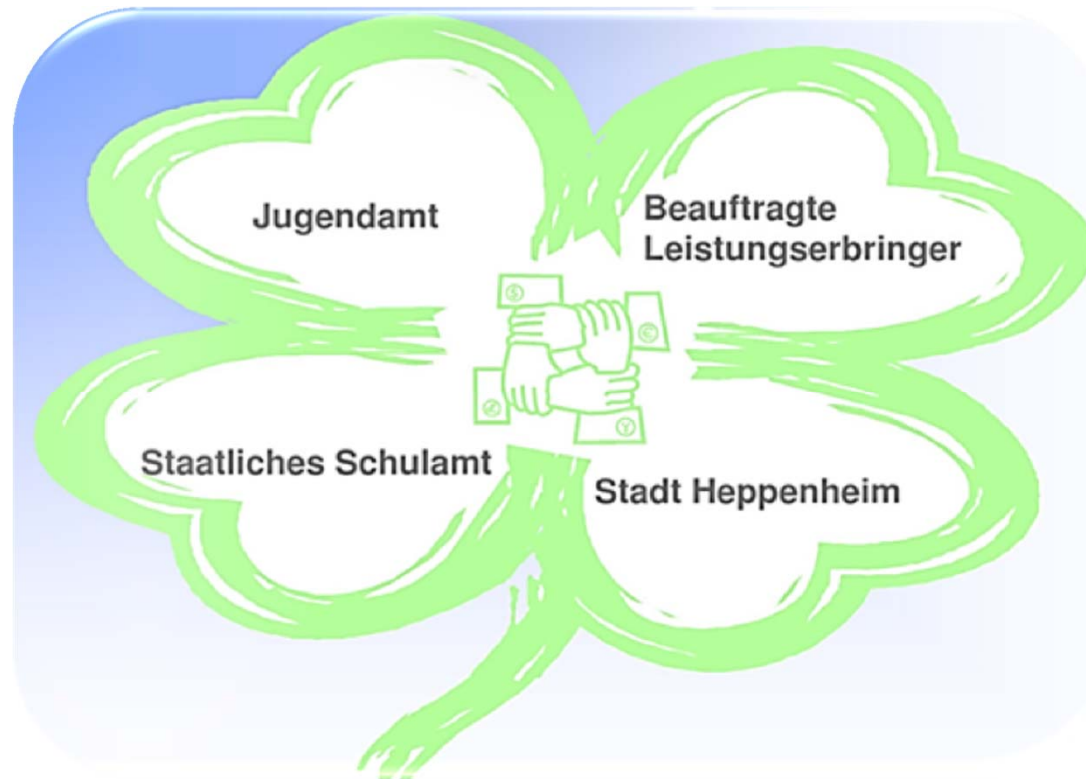 Jugendamt
Beauftragte
Leistungserbringer
Staatliches Schulamt
Stadt Heppenheim